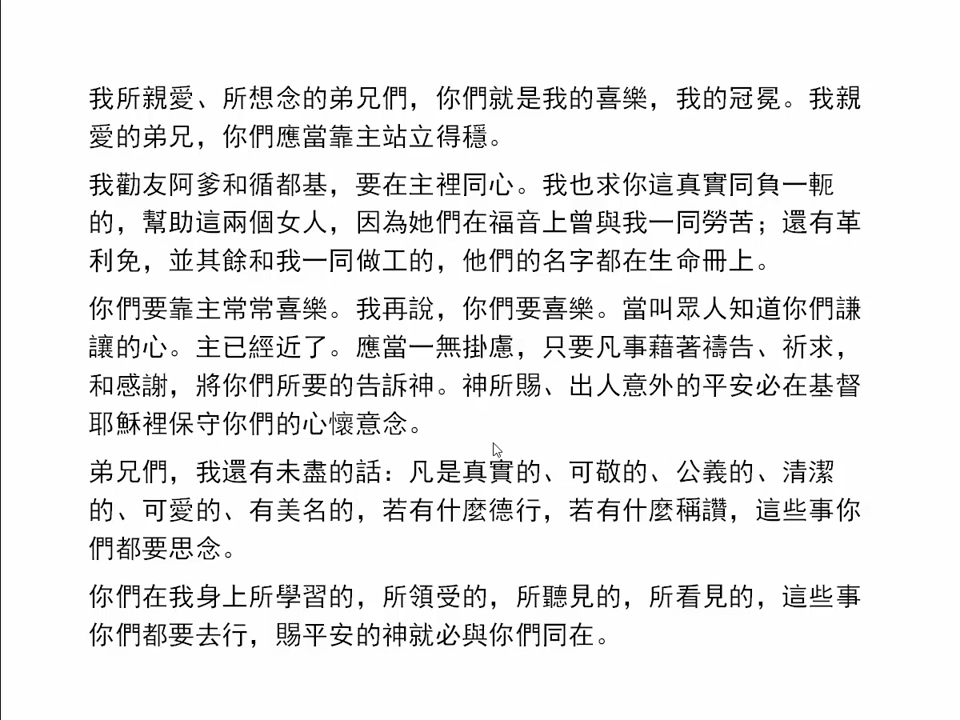 我所親愛、所想念的弟兄們，你們就是我的喜樂，我的冠冕。我親
愛的弟兄，你們應當靠主站立得穩。
我勸友阿爹和循都基，要在主裡同心。我也求你這真實同負一軛
的，幫助這兩個女人，因為她們在福音上曾與我一同勞苦；還有革
利免，並其餘和我一同做工的，他們的名字都在生命冊上。
你們要靠主常常喜樂。我再說，你們要喜樂。當叫眾人知道你們謙
讓的心。主已經近了。應當一無掛慮，只要凡事藉著禱告、祈求，
和感謝，將你們所要的告訴神。神所賜、出人意外的平安必在基督
耶穌裡保守你們的心懷意念。
弟兄們，我還有未盡的話：凡是真實的、可敬的、公義的、清潔
的、可愛的、有美名的，若有什麼德行，若有什麼稱讚，這些事你
們都要思念。
你們在我身上所學習的，所領受的，所聽見的，所看見的，這些事
你們都要去行，賜平安的神就必與你們同在。